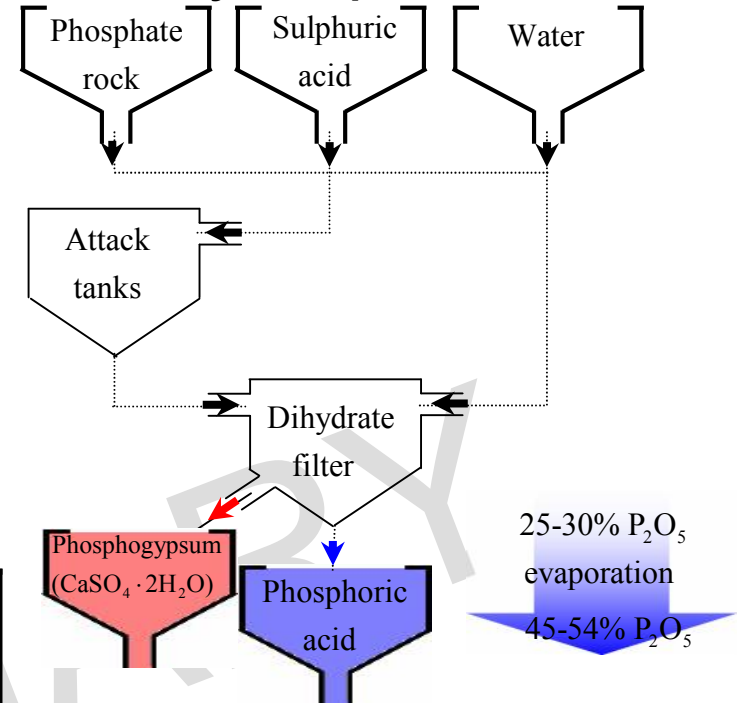 Phosphate
rock
Sulphuric
acid
Water
Attack
tanks
Dihydrate
filter
Phosphogypsum
(CaSO₄ · 2H₂O)
Phosphoric
acid
25-30% P₂O₅
evaporation
45-54% P₂O₅